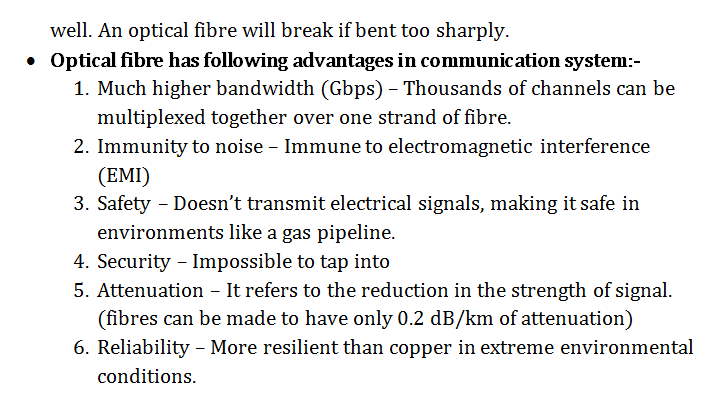 well. An optical fibre will break if bent too sharply.
• Optical fibre has following advantages in communication system:-
1. Much higher bandwidth (Gbps) – Thousands of channels can be
multiplexed together over one strand of fibre.
2. Immunity to noise – Immune to electromagnetic interference
(EMI)
3. Safety – Doesn’t transmit electrical signals, making it safe in
environments like a gas pipeline.
4. Security – Impossible to tap into
5. Attenuation – It refers to the reduction in the strength of signal.
(fibres can be made to have only 0.2 dB/km of attenuation)
6. Reliability – More resilient than copper in extreme environmental
conditions.